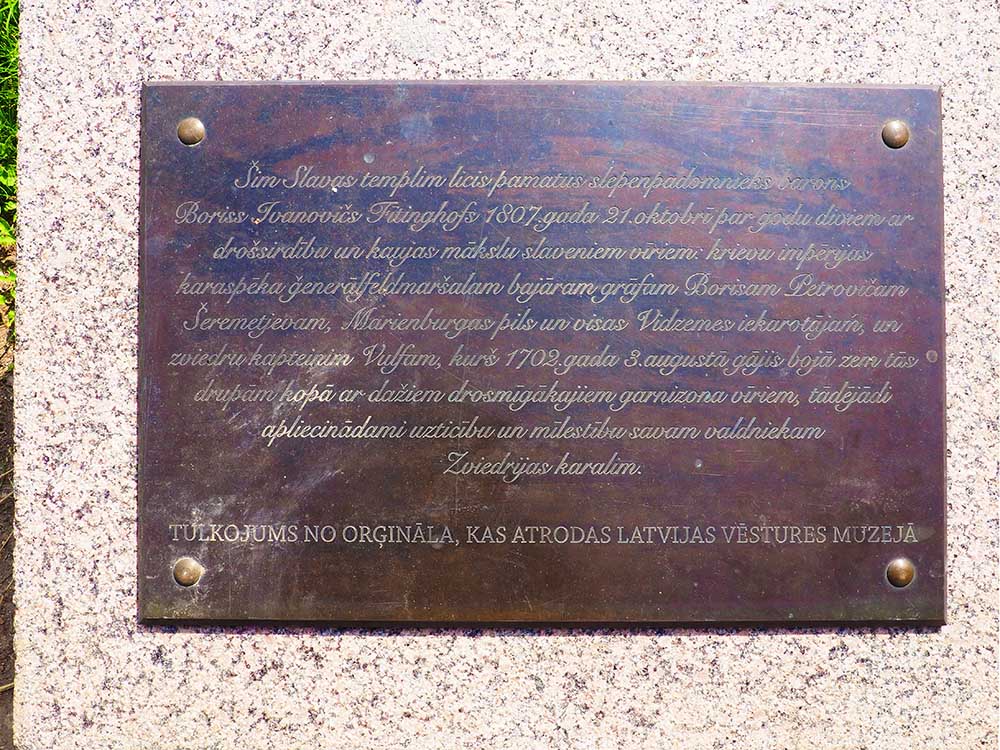 Šim Slavas templim licis pamatus slepenpadomnieks barons
Boriss Ivanovičs Fītinghofs 1807.gada 21.oktobrī par godu diviem ar
drošsirdību un kaujas mākslu slaveniem vīriem: krievu impērijas
karaspēka ģenerālfeldmaršalam bajāram grāfam Borisam Petrovičam
Šeremetjevam, Marienburgas pils un visas Vidzemes iekarotājam, un
zviedru kapteinim Vulfam, kurš 1702.gada 3.augustā gājis bojā zem tās
drupām kopā ar dažiem drosmīgākajiem garnizona vīriem, tādējādi
apliecinādami uzticību un mīlestību savam valdniekam
Zviedrijas karalim.
TULKOJUMS NO ORĢINĀLA, KAS ATRODAS LATVIJAS VĒSTURES MUZEJĀ